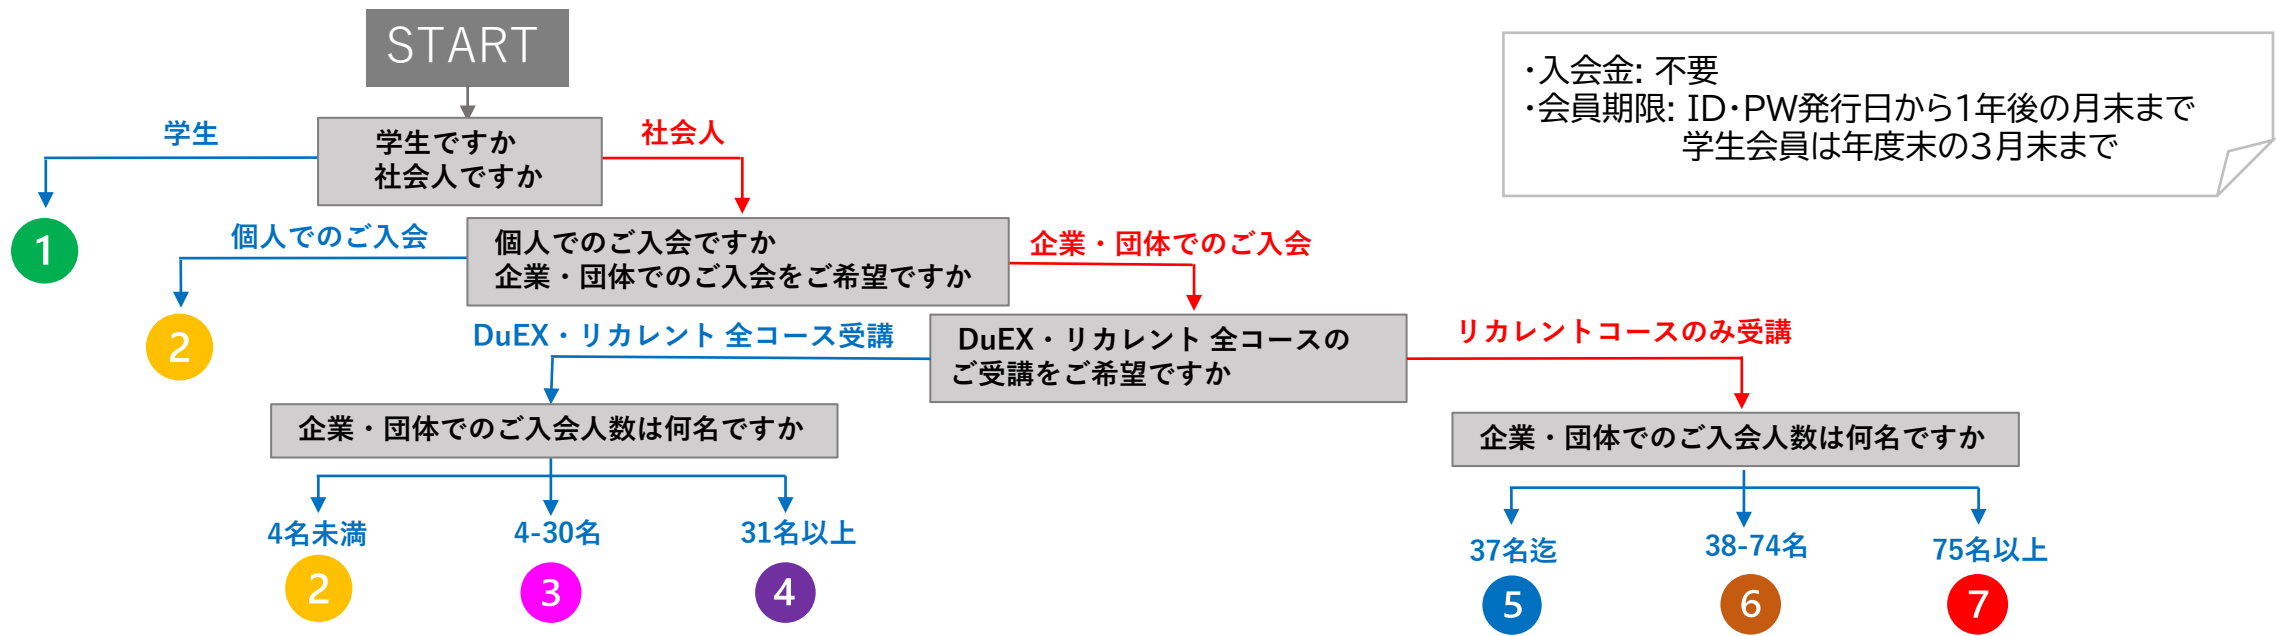 START
・入会金: 不要
・会員期限: ID・PW発行日から1年後の月末まで
学生会員は年度末の3月末まで
学生
学生ですか
社会人ですか
社会人
1
個人でのご入会
個人でのご入会ですか
企業・団体でのご入会をご希望ですか
企業・団体でのご入会
2
DuEX・リカレント 全コース受講
DuEX・リカレント 全コースの
ご受講をご希望ですか
リカレントコースのみ受講
企業・団体でのご入会人数は何名ですか
企業・団体でのご入会人数は何名ですか
4名未満
4-30名
31名以上
37名迄
38-74名
75名以上
2
3
4
5
6
7